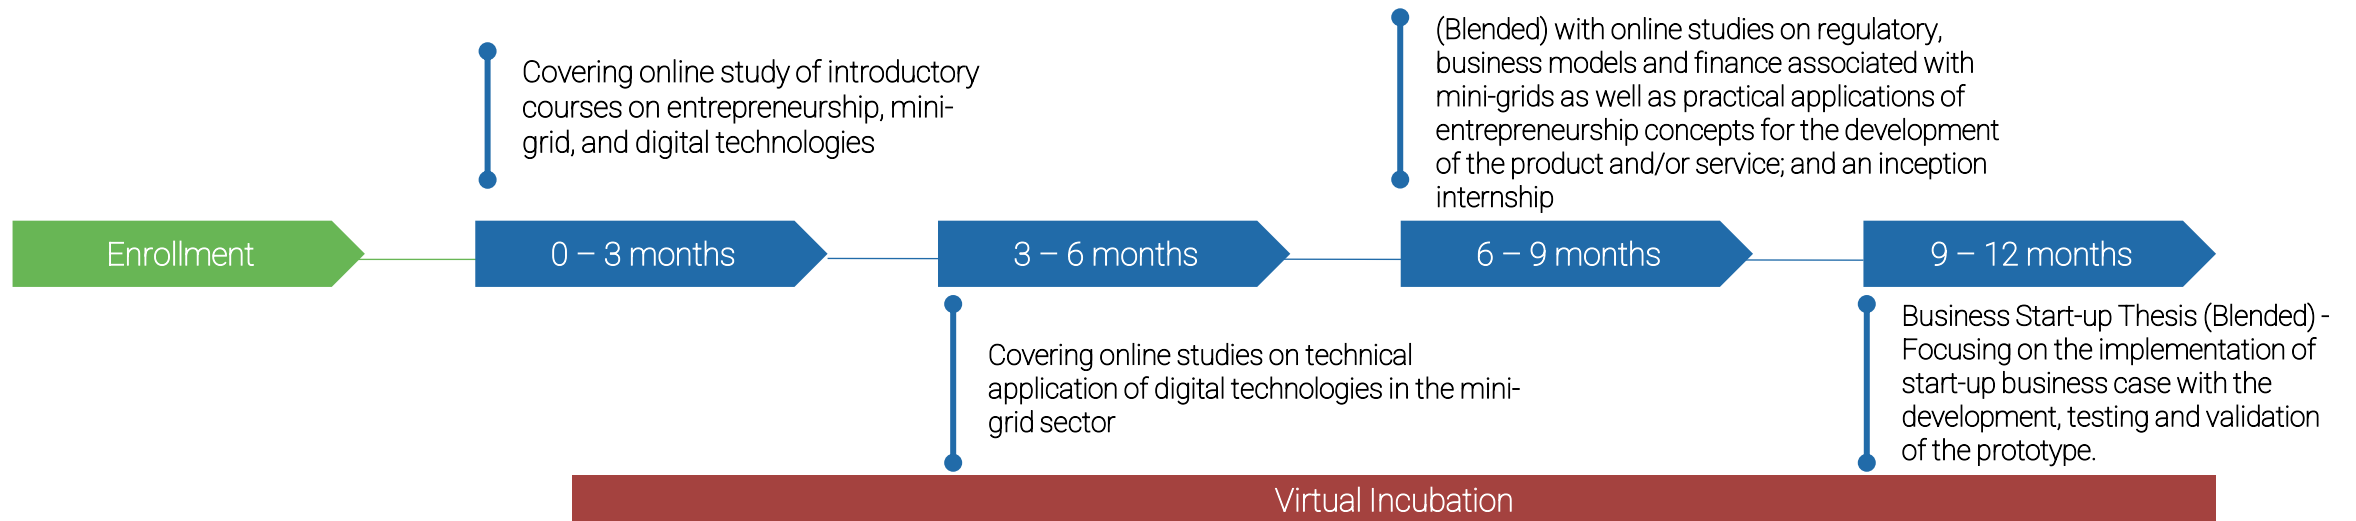 Covering online study of introductory
courses on entrepreneurship, mini-
grid, and digital technologies
(Blended) with online studies on regulatory,
business models and finance associated with
mini-grids as well as practical applications of
entrepreneurship concepts for the development
of the product and/or service; and an inception
internship
Enrollment
0 – 3 months
3 – 6 months
6 – 9 months
9 – 12 months
Covering online studies on technical
application of digital technologies in the mini-
grid sector
Business Start-up Thesis (Blended) -
Focusing on the implementation of
start-up business case with the
development, testing and validation
of the prototype.
Virtual Incubation